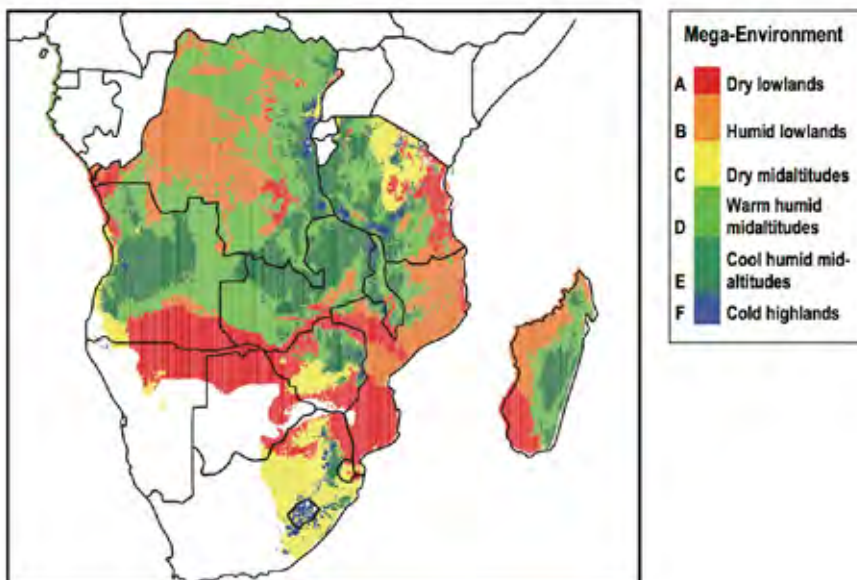 Mega-Environment
A Dry lowlands
B Humid lowlands
C Dry midaltitudes
Warm humid
D midaltitudes
Cool humid mid-
E altitudes
F Cold highlands